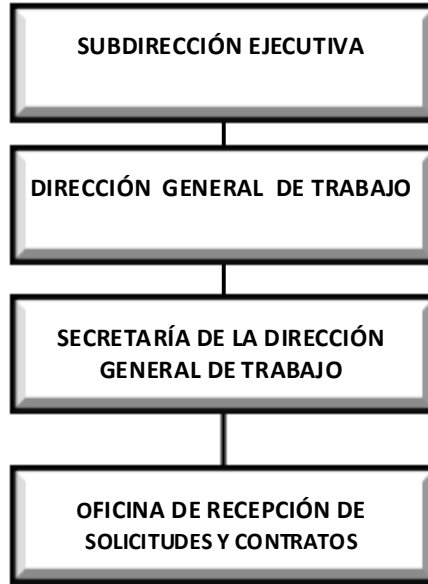 SUBDIRECCIÓN EJECUTIVA
DIRECCIÓN GENERAL DE TRABAJO
SECRETARÍA DE LA DIRECCIÓN
GENERAL DE TRABAJO
OFICINA DE RECEPCIÓN DE
SOLICITUDES Y CONTRATOS